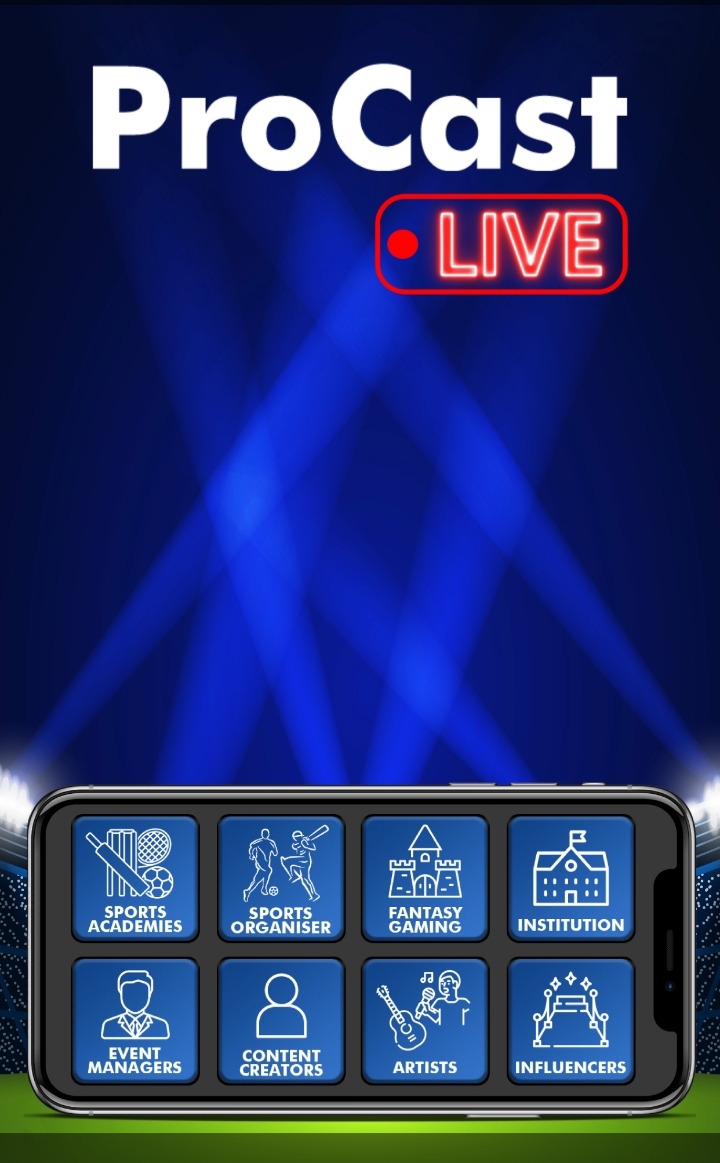 ProCast
LIVE
SPORTS
ACADEMIES
SPORTS
ORGANISER
FANTASY
GAMING
INSTITUTION
EVENT
MANAGERS
CONTENT
CREATORS
ARTISTS
INFLUENCERS